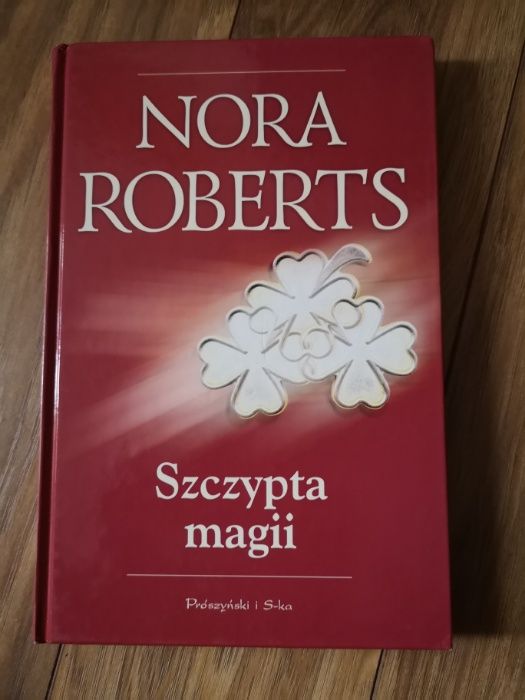 NORA
ROBERTS
Szczypta
magii
Prószyński i S-ka